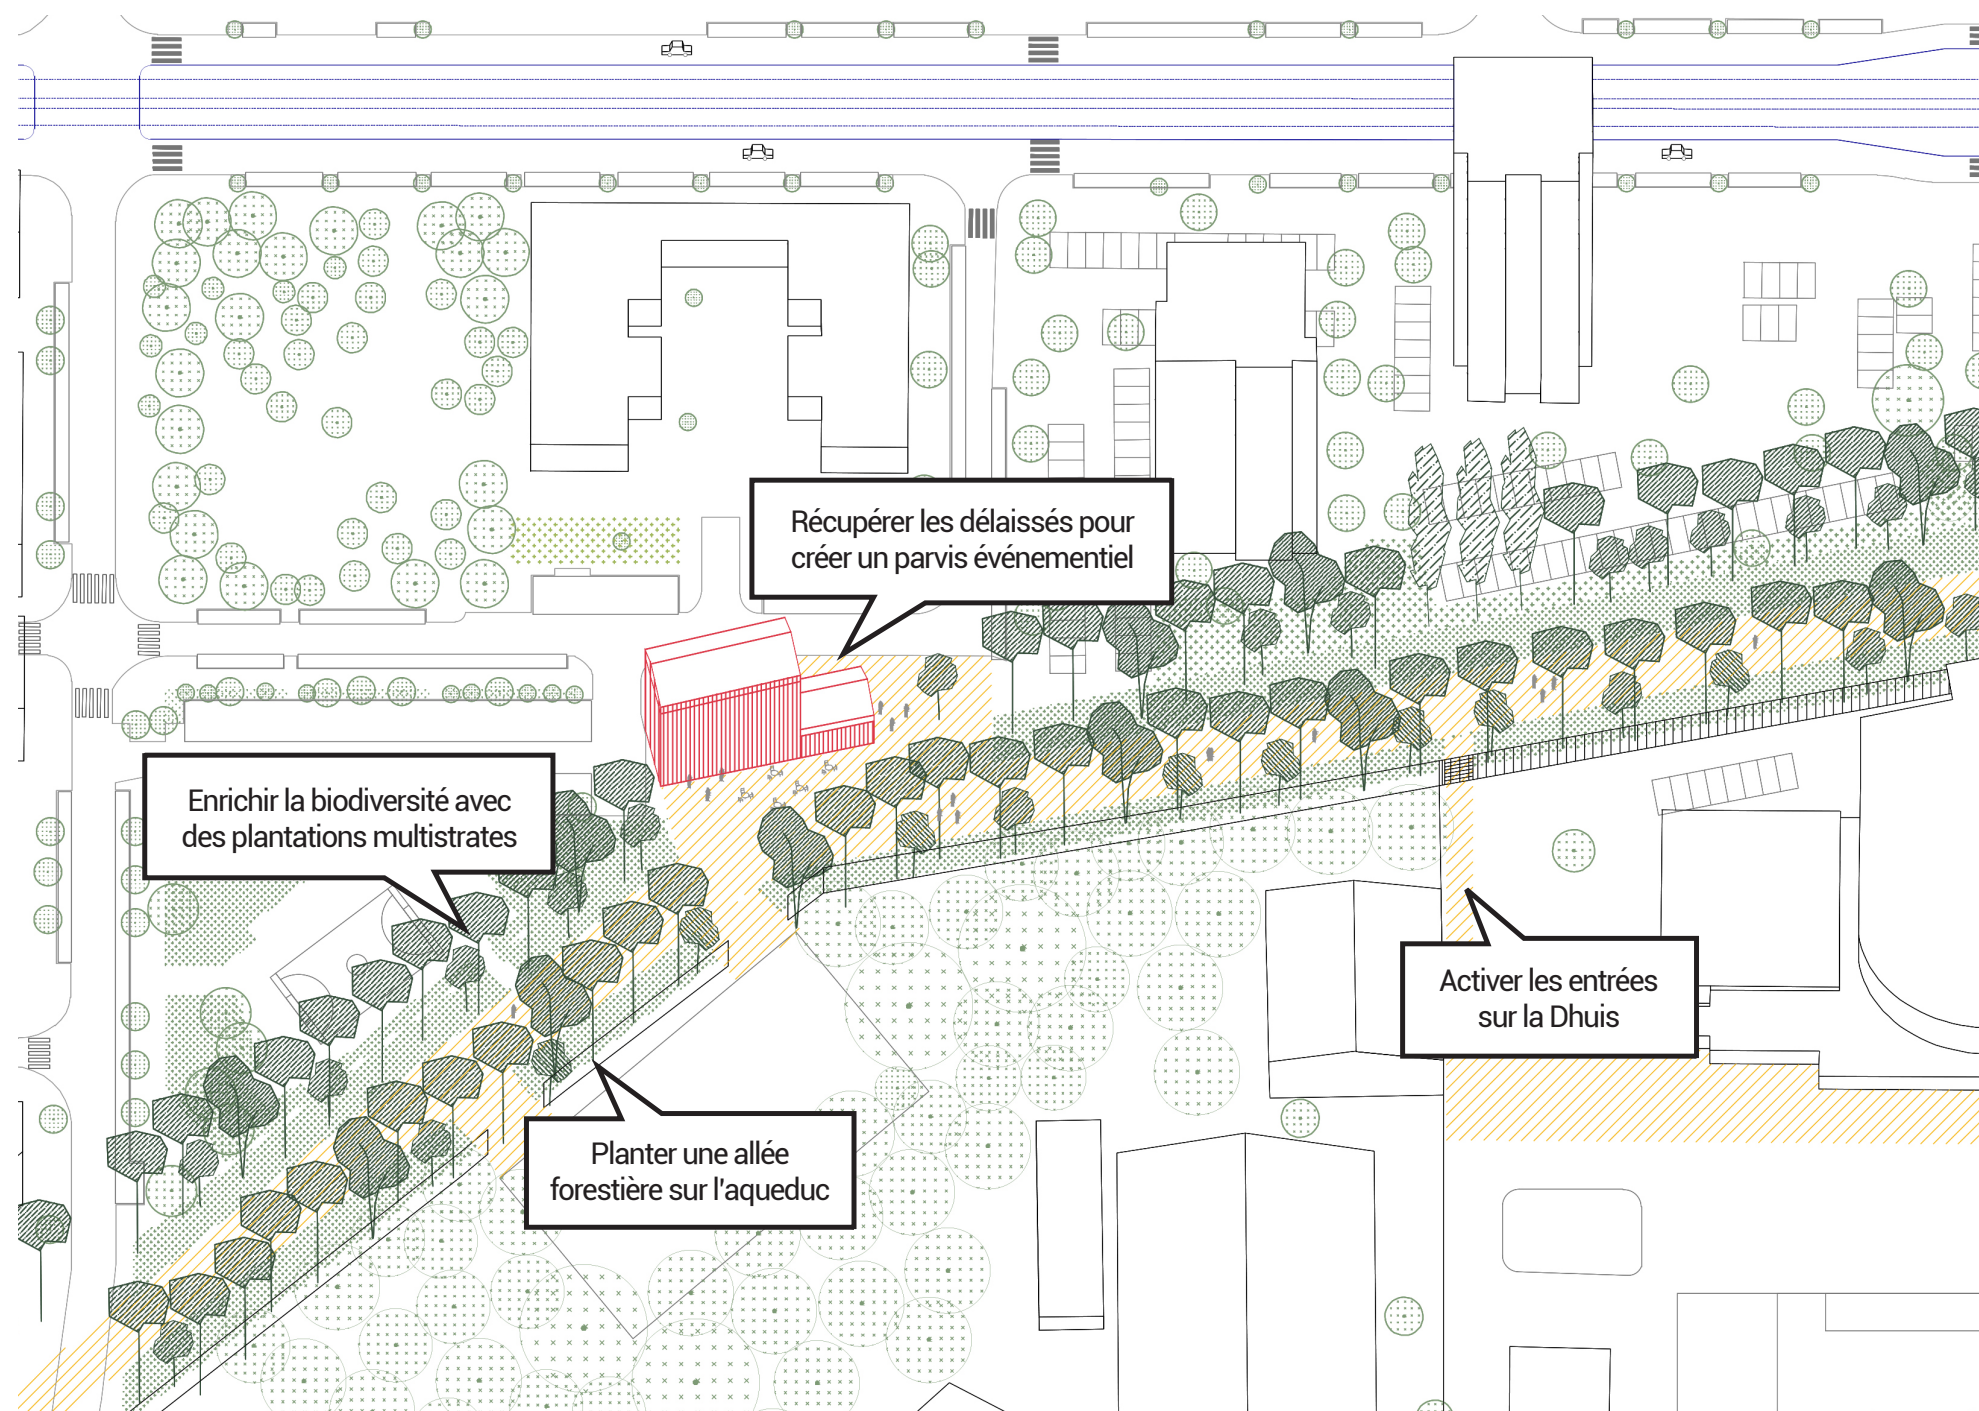 Récupérer les délaissés pour
créer un parvis événementiel
Enrichir la biodiversité avec
des plantations multistrates
Activer les entrées
sur la Dhuis
Planter une allée
forestière sur l'aqueduc